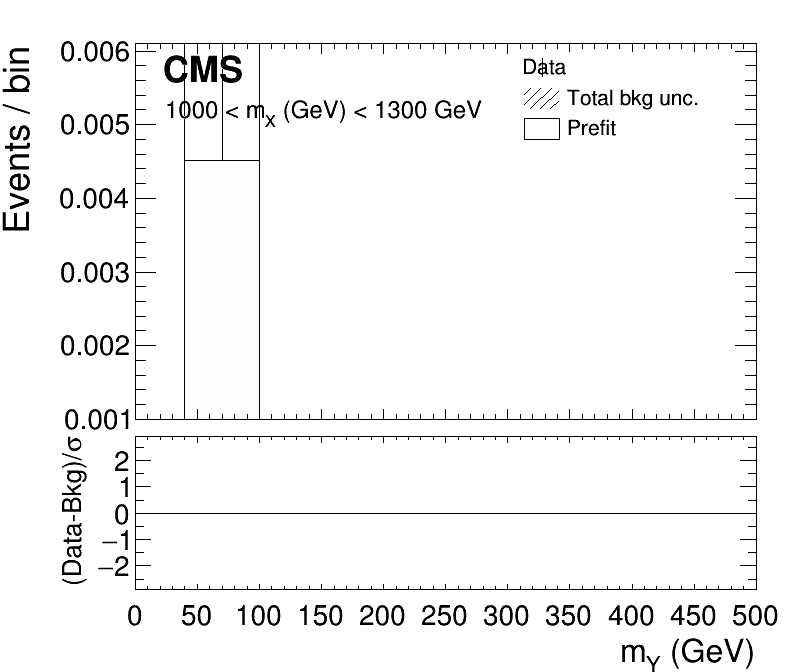 Events / bin
0.006
0.005
0.004
0.003
0.002
0.001
CMS
1000 < mX (GeV) < 1300 GeV
Data
Total bkg unc.
Prefit
(Data-Bkg)/σ
2
1
0
−1
−2
0 50 100 150 200 250 300 350 400 450 500
mY (GeV)